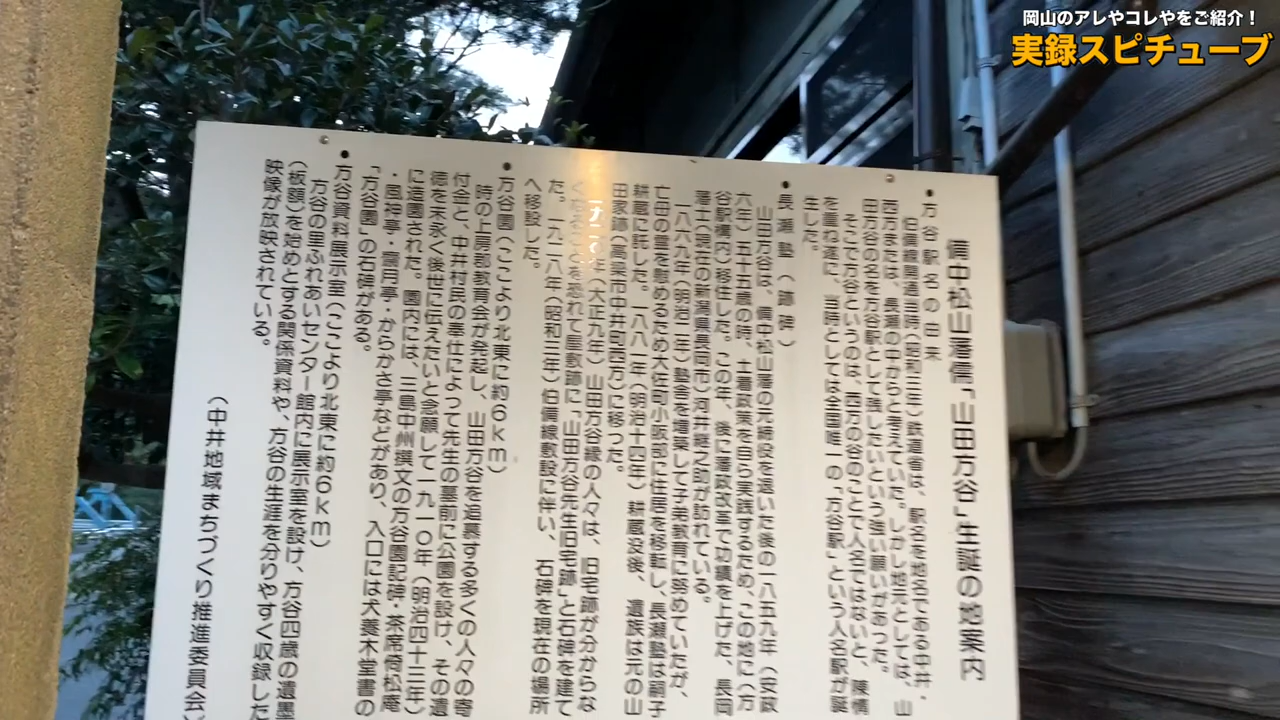 岡山のアレやコレやをご紹介!
実録スピチューブ
備中松山藩儒「山田方谷」生誕の地案内
・方谷駅名の由来
伯備線開通当時(昭和三年)鉄道省は、駅名を地名である中井、
西方または、長瀬の中からと考えていた。しかし地元としては、山
田方谷の名を方谷駅として残したいという強い願いがあった。
そこで方谷というのは、西方の谷のことで人名ではないと、陳情
を重ね遂に、当時としては全国唯一の「方谷駅」という人名駅が誕
生した。
・長瀬塾(跡碑)
山田方谷は、備中松山藩の元締役を退いた後の一八五九年(安政
六年)五十五歳の時、土着政策を自ら実践するため、この地に(方
谷駅構内)移住した。この年、後に藩政改革で功績を上げた、長岡
藩士(現在の新潟県長岡市)河井継之助が訪れている。
一八六九年(明治二年)塾舎を増築して子弟教育に努めていたが、
亡母の霊を慰めるため大佐町小阪部に住居を移転し、長瀬塾は嗣子
耕蔵に託した。一八八一年(明治十四年)耕蔵没後、遺族は元の山
田家跡(高梁市中井町西方)に移つた。
一九二〇年(大正九年)山田方谷縁の人々は、旧宅跡が分からな
くなることを恐れて屋敷跡に「山田方谷先生旧宅跡」と石碑を建て
た。一九二八年(昭和三年)伯備線敷設に伴い、石碑を現在の場所
へ移設した。
・方谷園(ここより北東に約6km)
時の上房郡教育会が発起し、山田方谷を追慕する多くの人々の寄
付金と、中井村民の奉仕によって先生の墓前に公園を設け、その遺
徳を末永く後世に伝えたいと念願して一九一〇年(明治四十三年)
に造園された。園内には、三島中州撰文の方谷園記碑・茶席倚松庵
・風詠亭・霽月亭・からかさ亭などがあり、入口には犬養木堂書の
「方谷園」の石碑がある。
・方谷資料展示室(ここより北東に約6km)
方谷の里ふれあいセンター館内に展示室を設け、方谷四歳の遺墨
(板額)を始めとする関係資料や、方谷の生涯を分りやすく収録した
映像が放映されている。
(中井地域まちづくり推進委員会)